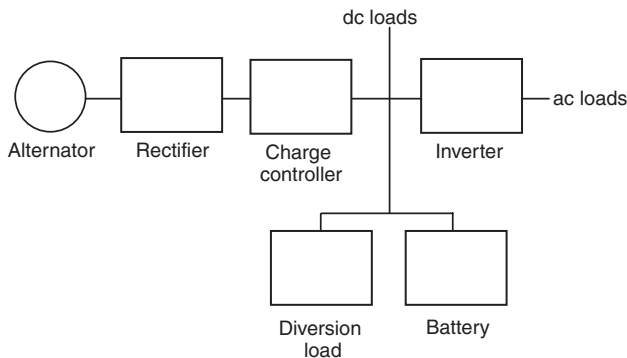 dc loads
ac loads
Alternator
Rectifier
Charge
controller
Inverter
Diversion
load
Battery